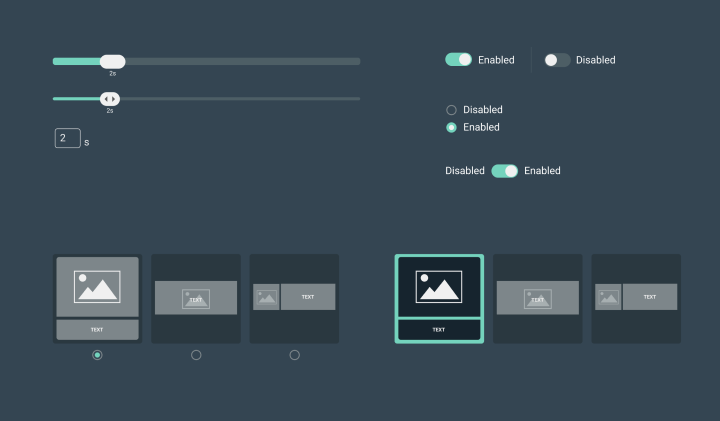 2s
2s
2 s
Enabled
Disabled
Disabled
Enabled
Disabled Enabled
TEXT
TEXT
TEXT
TEXT
TEXT
TEXT